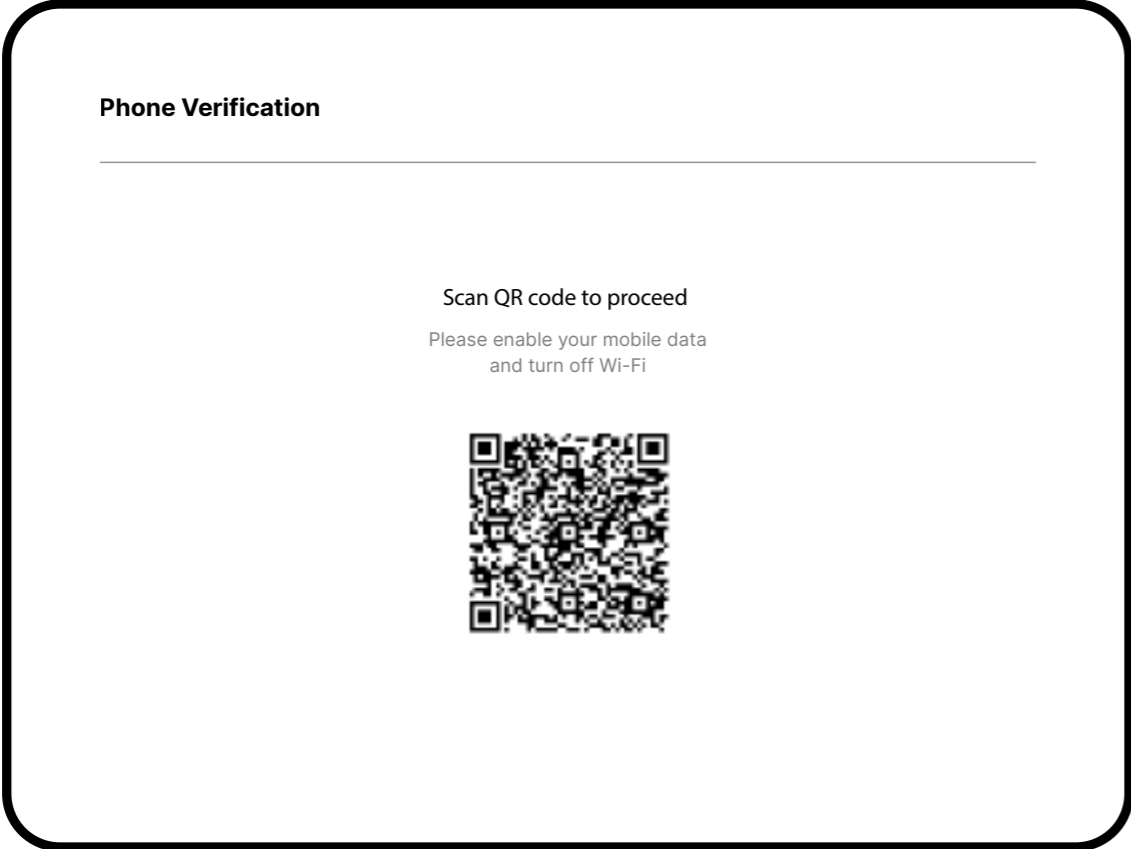 Phone Verification
Scan QR code to proceed
Please enable your mobile data
and turn off Wi-Fi